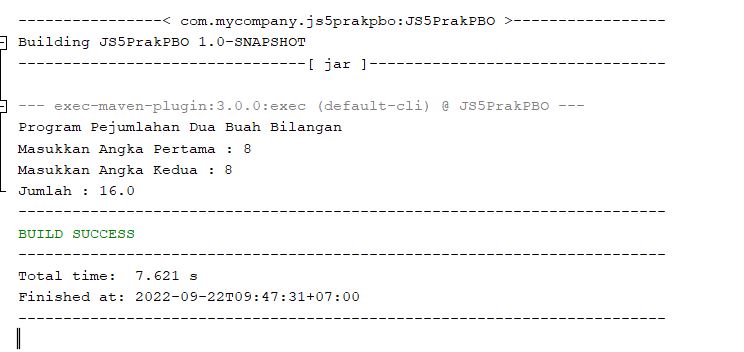 ----------------< com.mycompany.js5prakpbo:JS5PrakPBO >-----------------
Building JS5PrakPBO 1.0-SNAPSHOT
--------------------------------[ jar ]---------------------------------
--- exec-maven-plugin:3.0.0:exec (default-cli) @ JS5PrakPBO ---
Program Pejumlahan Dua Buah Bilangan
Masukkan Angka Pertama : 8
Masukkan Angka Kedua : 8
Jumlah : 16.0
------------------------------------------------------------------------
BUILD SUCCESS
------------------------------------------------------------------------
Total time:  7.621 s
Finished at: 2022-09-22T09:47:31+07:00
------------------------------------------------------------------------